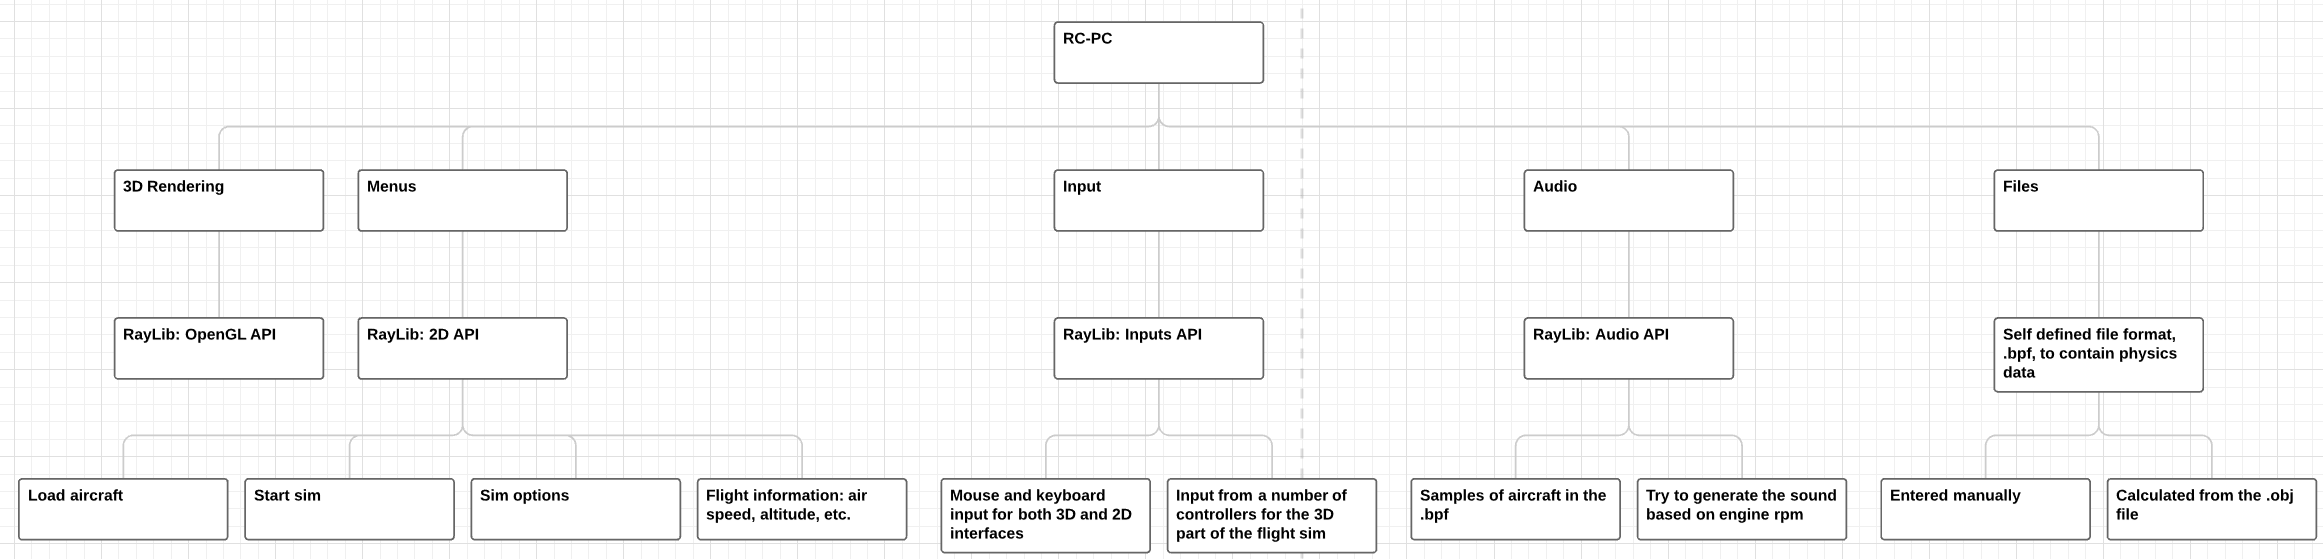 RC-PC
3D Rendering
Menus
Input
Audio
Files
RayLib: OpenGL API
RayLib: 2D API
RayLib: Inputs API
RayLib: Audio API
Self defined file format,
.bpf, to contain physics
data
Load aircraft
Start sim
Sim options
Flight information: air
speed, altitude, etc.
Mouse and keyboard
input for both 3D and 2D
interfaces
Input from a number of
controllers for the 3D
part of the flight sim
Samples of aircraft in the
.bpf
Try to generate the sound
based on engine rpm
Entered manually
Calculated from the .obj
file